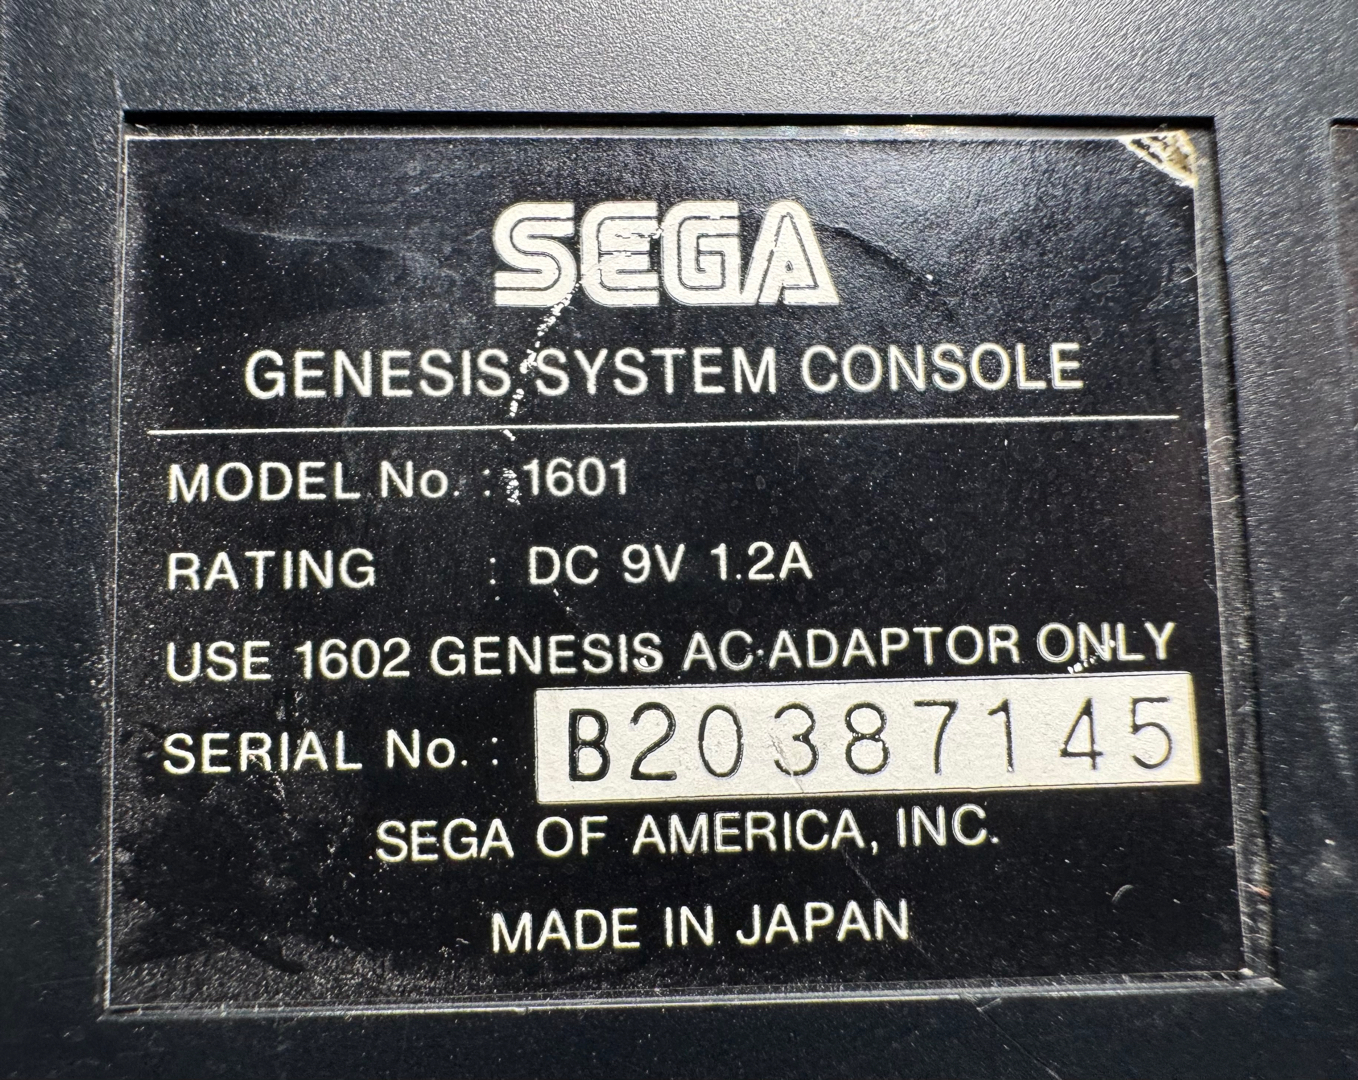 SEGA
GENESIS SYSTEM CONSOLE
MODEL No. : 1601
RATING : DC 9V 1.2A
USE 1602 GENESIS AC ADAPTOR ONLY
SERIAL No. : B20387145
SEGA OF AMERICA, INC.
MADE IN JAPAN